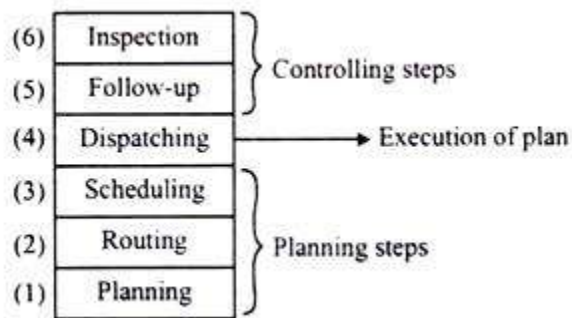 (6) Inspection
(5) Follow-up
Controlling steps
(4) Dispatching
Execution of plan
(3) Scheduling
(2) Routing
Planning steps
(1) Planning